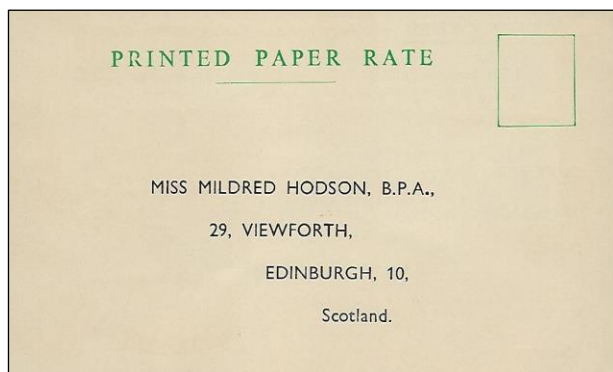 PRINTED PAPER RATE
MISS MILDRED HODSON, B.P.A.,
29, VIEWFORTH,
EDINBURGH, 10,
Scotland.